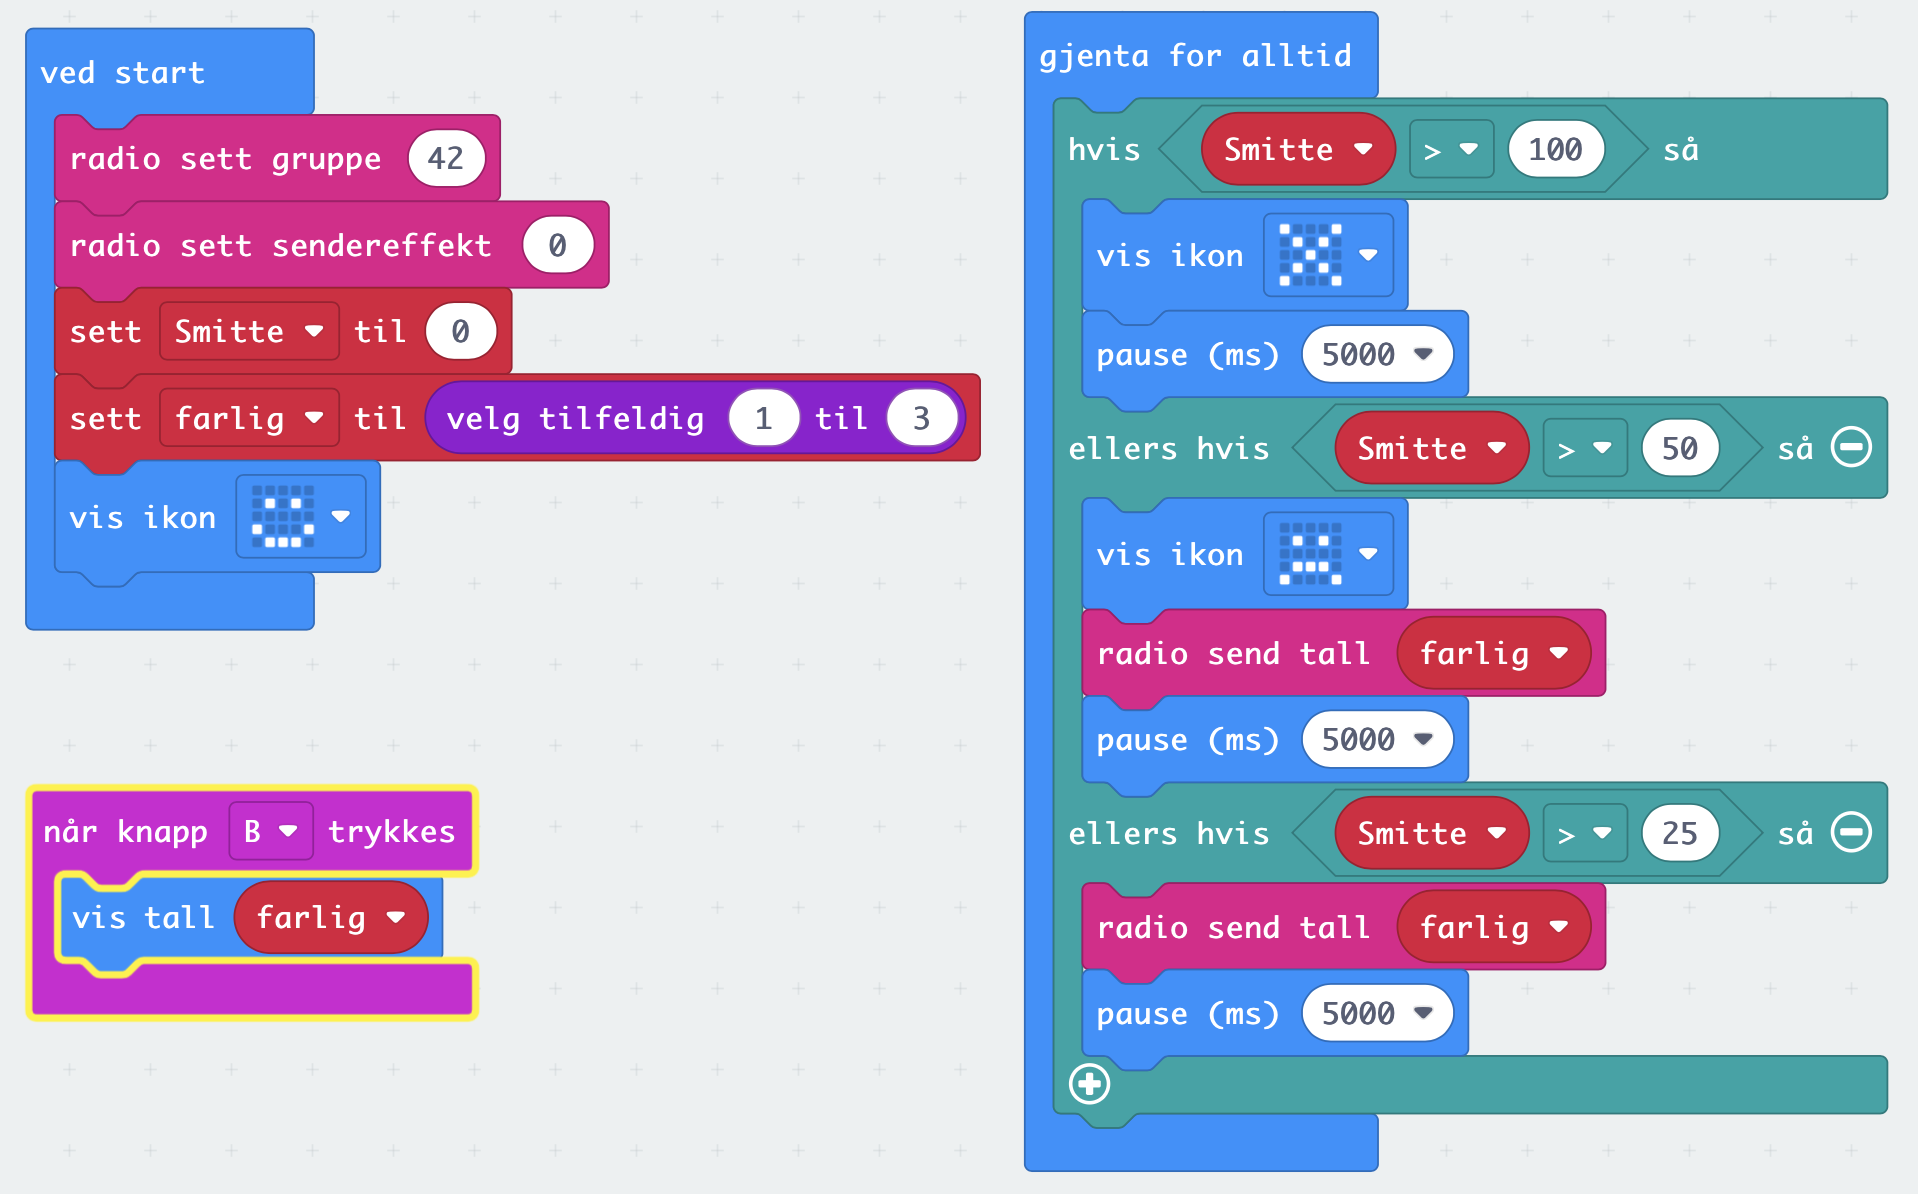 ved start
radio sett gruppe 42
radio sett sendereffekt 0
sett Smitte til 0
sett farlig til velg tilfeldig 1 til 3
vis ikon
når knapp B trykkes
vis tall farlig
gjenta for alltid
hvis Smitte > 100 så
vis ikon
pause (ms) 5000
ellers hvis Smitte > 50 så
vis ikon
radio send tall farlig
pause (ms) 5000
ellers hvis Smitte > 25 så
radio send tall farlig
pause (ms) 5000